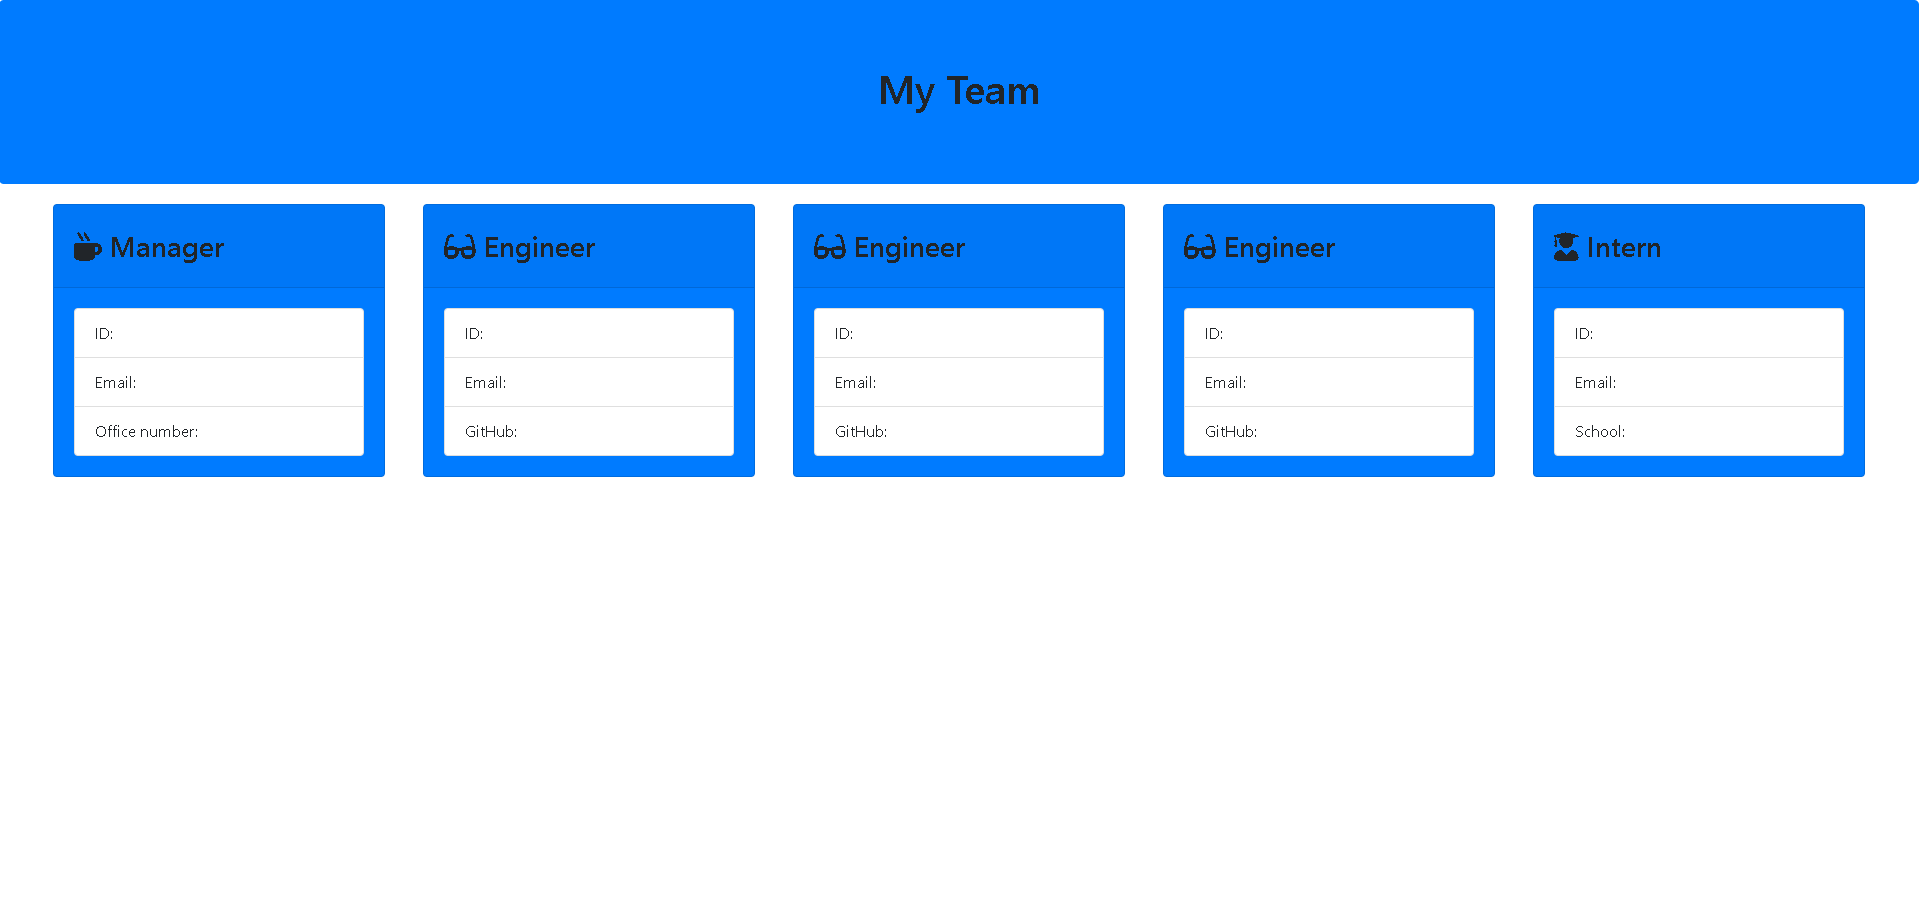 My Team
Manager
ID:
Email:
Office number:
Engineer
ID:
Email:
GitHub:
Engineer
ID:
Email:
GitHub:
Engineer
ID:
Email:
GitHub:
Intern
ID:
Email:
School: